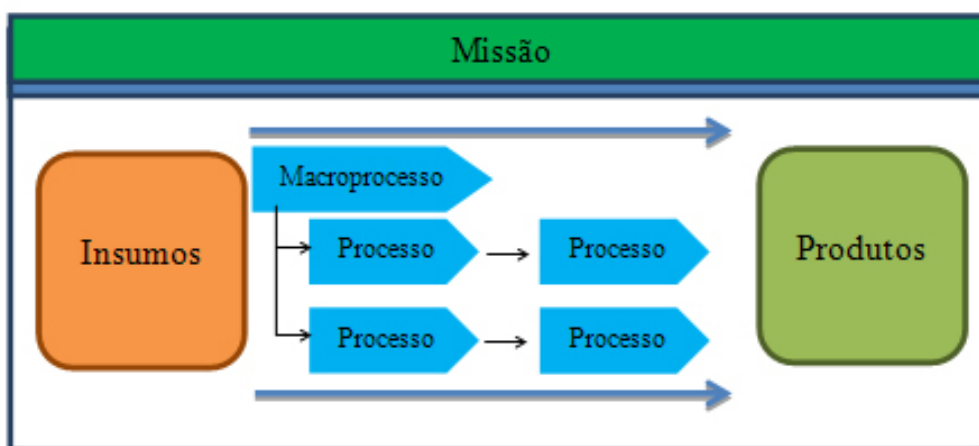 Missão
Macroprocesso
Insumos
Processo
Processo
Produtos
Processo
Processo